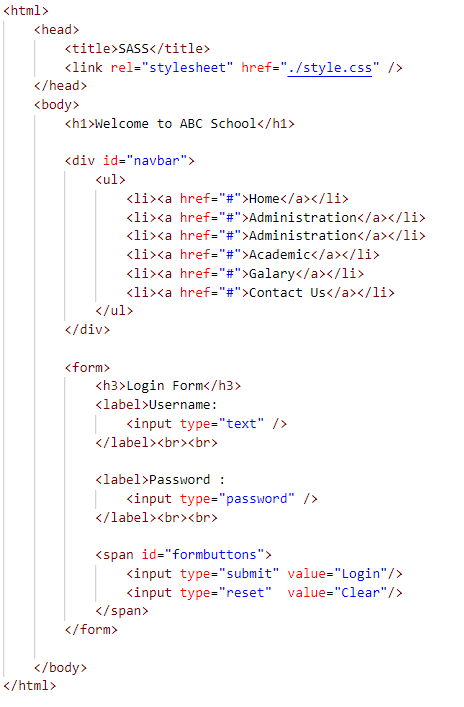 <html>
<head>
<title>SASS</title>
<link rel="stylesheet" href="./style.css" />
</head>
<body>
<h1>Welcome to ABC School</h1>
<div id="navbar">
<ul>
<li><a href="#">Home</a></li>
<li><a href="#">Administration</a></li>
<li><a href="#">Administration</a></li>
<li><a href="#">Academic</a></li>
<li><a href="#">Galary</a></li>
<li><a href="#">Contact Us</a></li>
</ul>
</div>
<form>
<h3>Login Form</h3>
<label>Username:
<input type="text" />
</label><br><br>
<label>Password :
<input type="password" />
</label><br><br>
<span id="formbuttons">
<input type="submit" value="Login"/>
<input type="reset"  value="Clear"/>
</span>
</form>
</body>
</html>